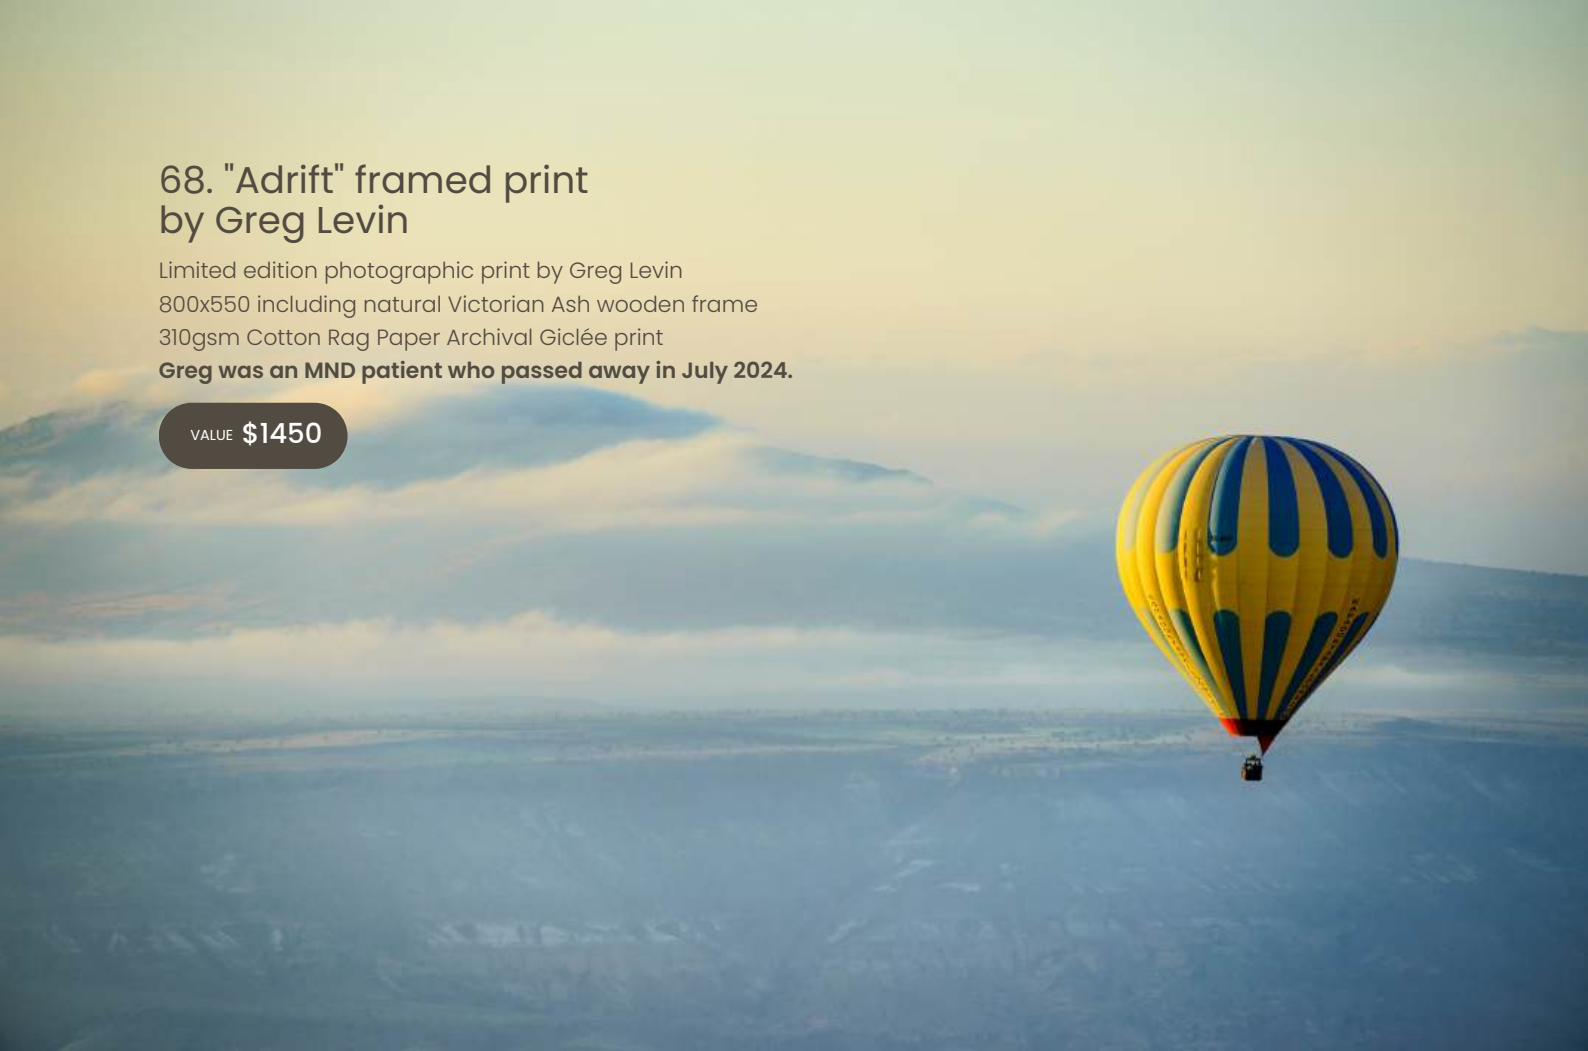 68. "Adrift" framed print
by Greg Levin
Limited edition photographic print by Greg Levin
800x550 including natural Victorian Ash wooden frame
310gsm Cotton Rag Paper Archival Giclée print
Greg was an MND patient who passed away in July 2024.
VALUE $1450